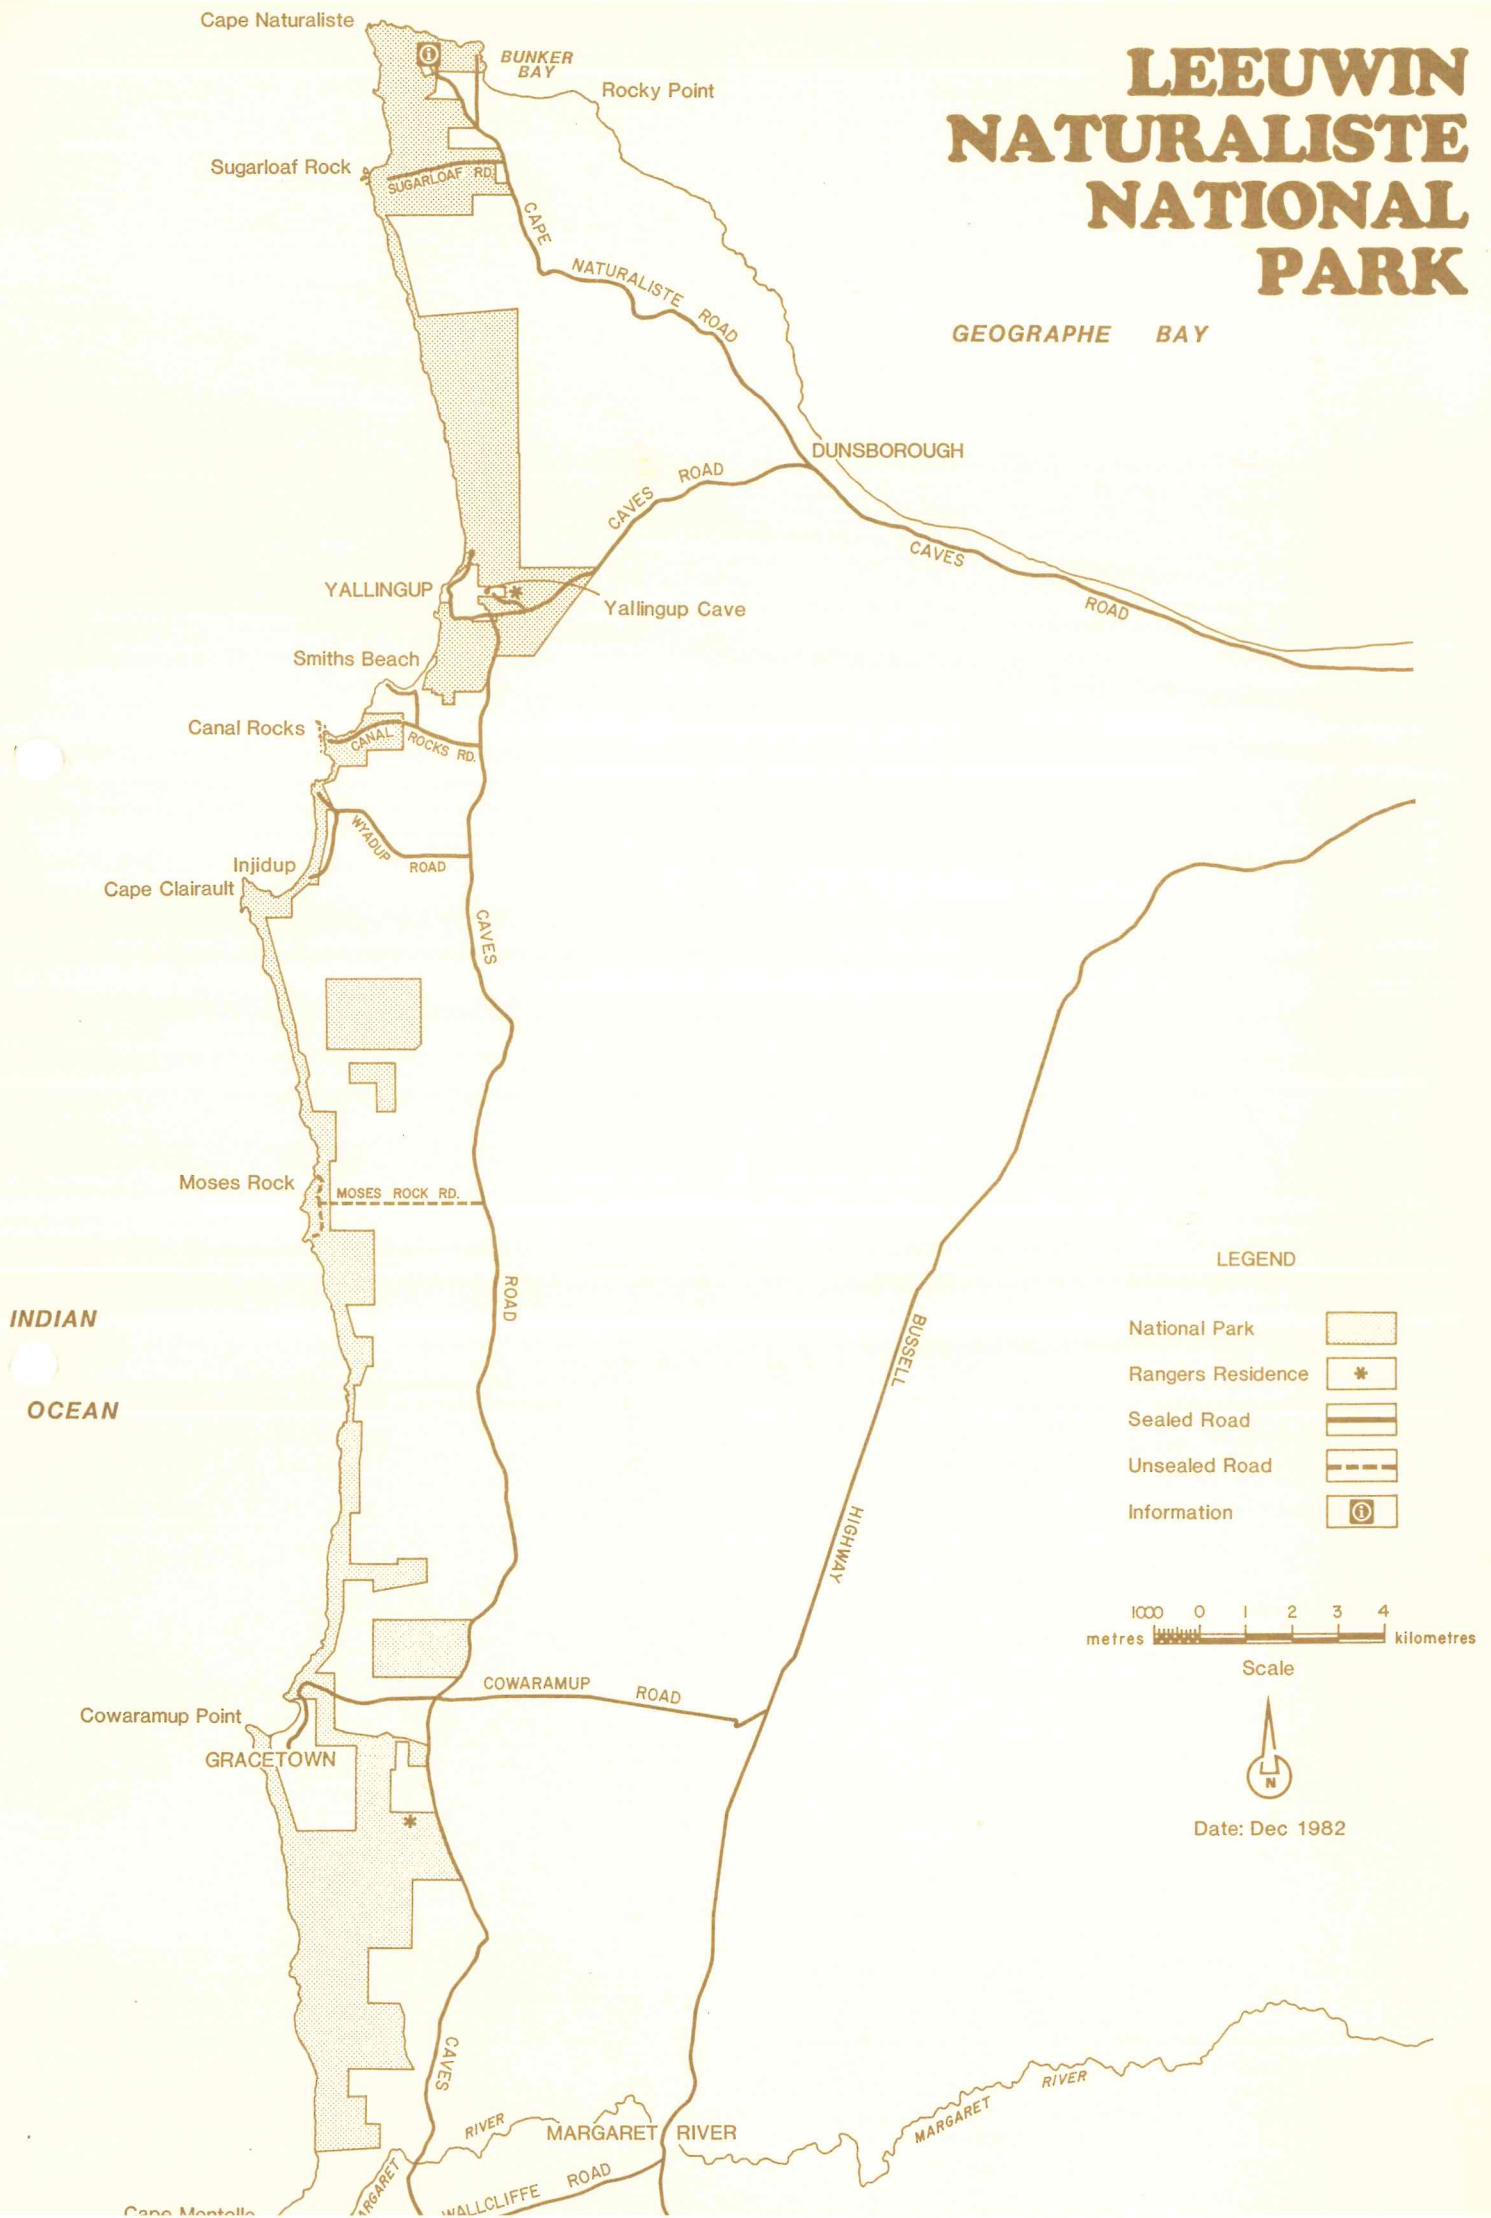 LEEUWIN
NATURALISTE
NATIONAL
PARK
Cape Naturaliste
BUNKER
BAY
Rocky Point
Sugarloaf Rock
SUGARLOAF RD.
CAPE
NATURALISTE
ROAD
GEOGRAPHE BAY
DUNSBOROUGH
CAVES
ROAD
CAVES
ROAD
YALLINGUP
Yallingup Cave
Smiths Beach
Canal Rocks
CANAL
ROCKS RD.
WYADUP
ROAD
Injidup
Cape Clairault
CAVES
Moses Rock
MOSES ROCK RD.
ROAD
INDIAN
OCEAN
BUSSELL
HIGHWAY
LEGEND
National Park
Rangers Residence
*
Sealed Road
Unsealed Road
Information
i
1000 0 1 2 3 4
metres kilometres
Scale
N
Date: Dec 1982
COWARAMUP
ROAD
Cowaramup Point
GRACETOWN
CAVES
RIVER
MARGARET RIVER
MARGARET
RIVER
WALLCLIFFE ROAD